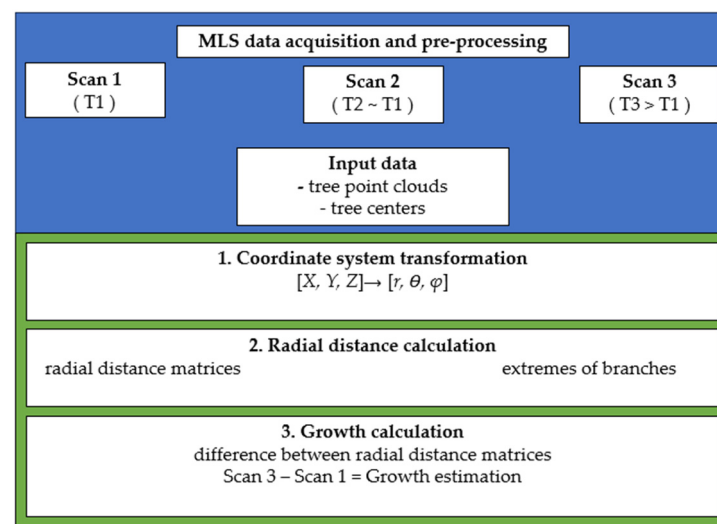 MLS data acquisition and pre-processing
Scan 1
( T1 )
Scan 2
( T2 ~ T1 )
Scan 3
( T3 > T1 )
Input data
- tree point clouds
- tree centers
1. Coordinate system transformation
[X, Y, Z]→ [r, θ, φ]
2. Radial distance calculation
radial distance matrices extremes of branches
3. Growth calculation
difference between radial distance matrices
Scan 3 – Scan 1 = Growth estimation